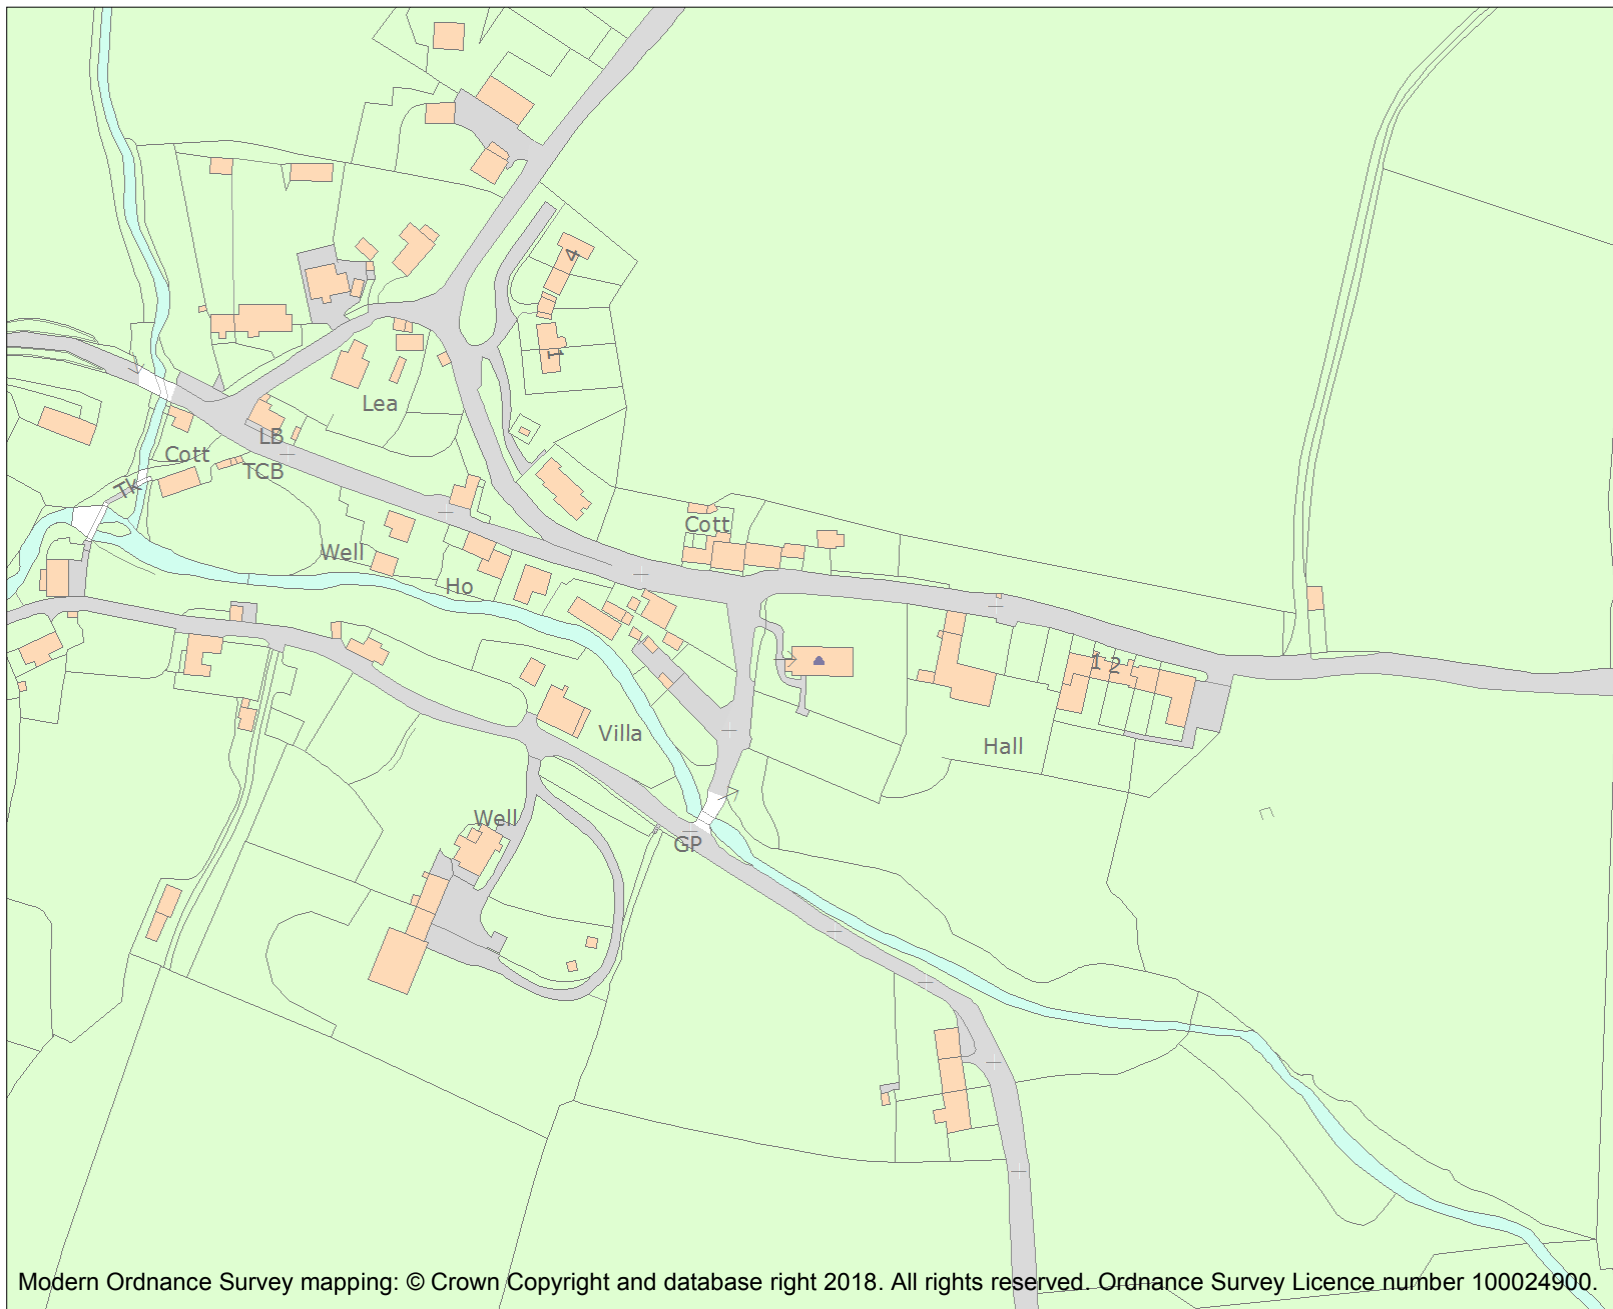 4
1
Lea
LB
Cott
TCB
Tk
Cott
Well
Ho
1 2
Villa
Hall
Well
GP
Modern Ordnance Survey mapping: © Crown Copyright and database right 2018. All rights reserved. Ordnance Survey Licence number 100024900.